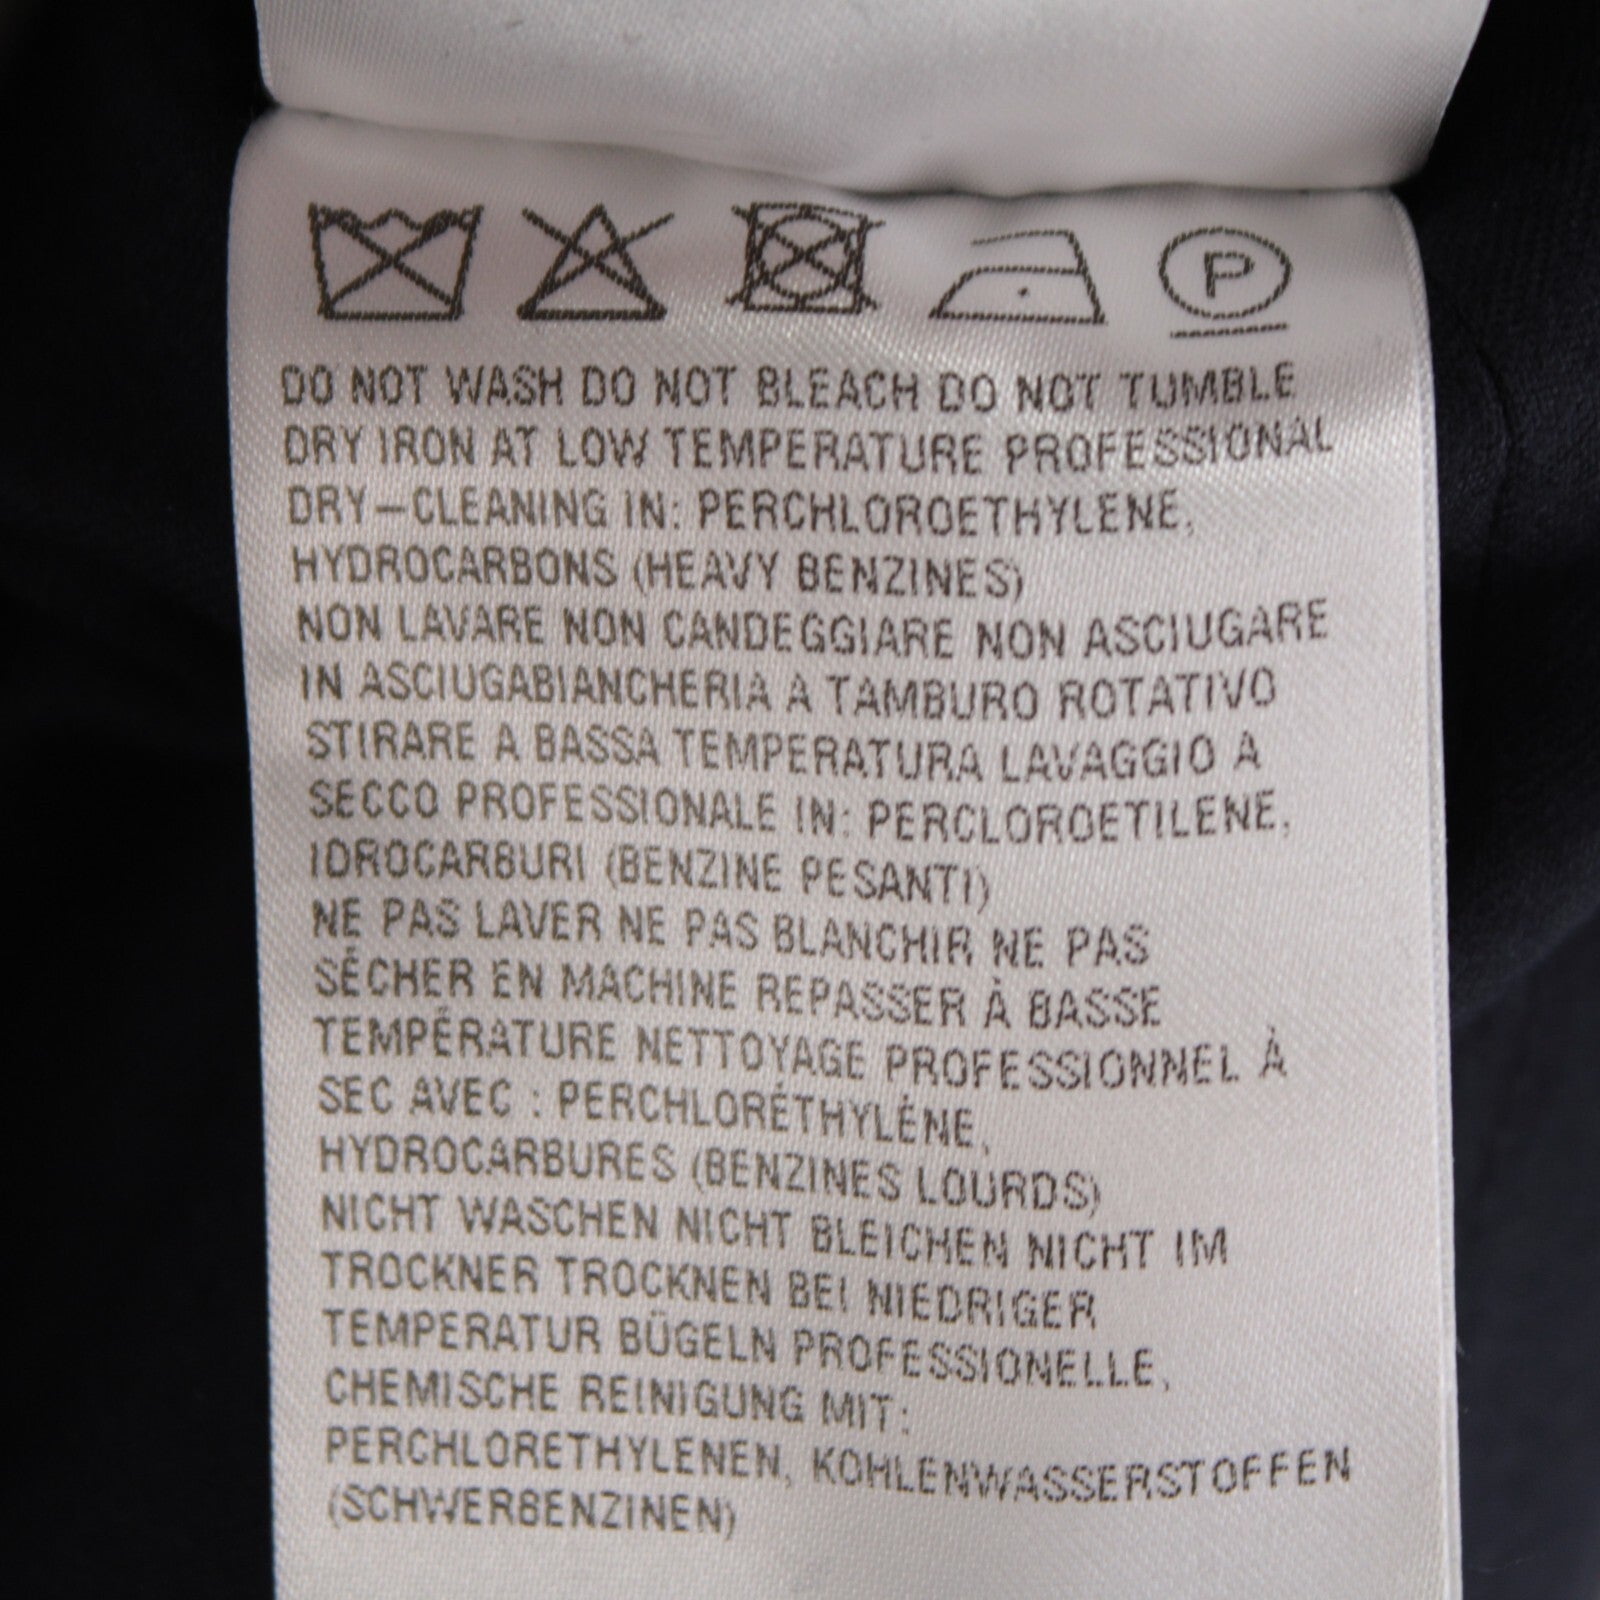 P
DO NOT WASH DO NOT BLEACH DO NOT TUMBLE
DRY IRON AT LOW TEMPERATURE PROFESSIONAL
DRY-CLEANING IN: PERCHLOROETHYLENE,
HYDROCARBONS (HEAVY BENZINES)
NON LAVARE NON CANDEGGIARE NON ASCIUGARE
IN ASCIUGABIANCHERIA A TAMBURO ROTATIVO
STIRARE A BASSA TEMPERATURA LAVAGGIO A
SECCO PROFESSIONALE IN: PERCLOROETILENE,
IDROCARBURI (BENZINE PESANTI)
NE PAS LAVER NE PAS BLANCHIR NE PAS
SÉCHER EN MACHINE REPASSER À BASSE
TEMPÉRATURE NETTOYAGE PROFESSIONNEL À
SEC AVEC : PERCHLORÉTHYLÉNE,
HYDROCARBURES (BENZINES LOURDS)
NICHT WASCHEN NICHT BLEICHEN NICHT IM
TROCKNER TROCKNEN BEI NIEDRIGER
TEMPERATUR BÜGELN PROFESSIONELLE,
CHEMISCHE REINIGUNG MIT:
PERCHLORETHYLENEN, KOHLENWASSERSTOFFEN
(SCHWERBENZINEN)